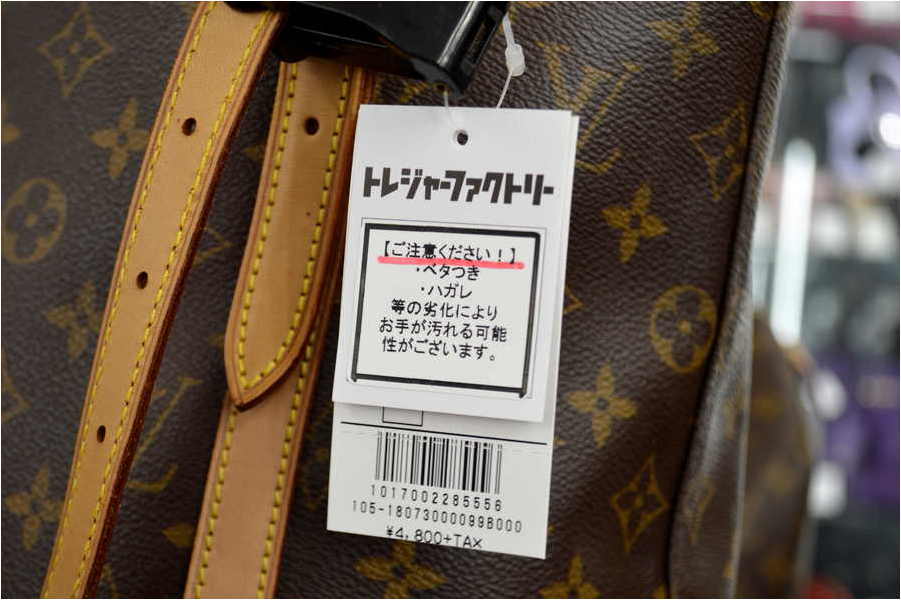 トレジャーファクトリー
【ご注意ください！】
・ベタつき
・ハガレ
等の劣化により
お手が汚れる可能
性がございます。
1017002285556
105-18073000099B000
¥4,800+TAX